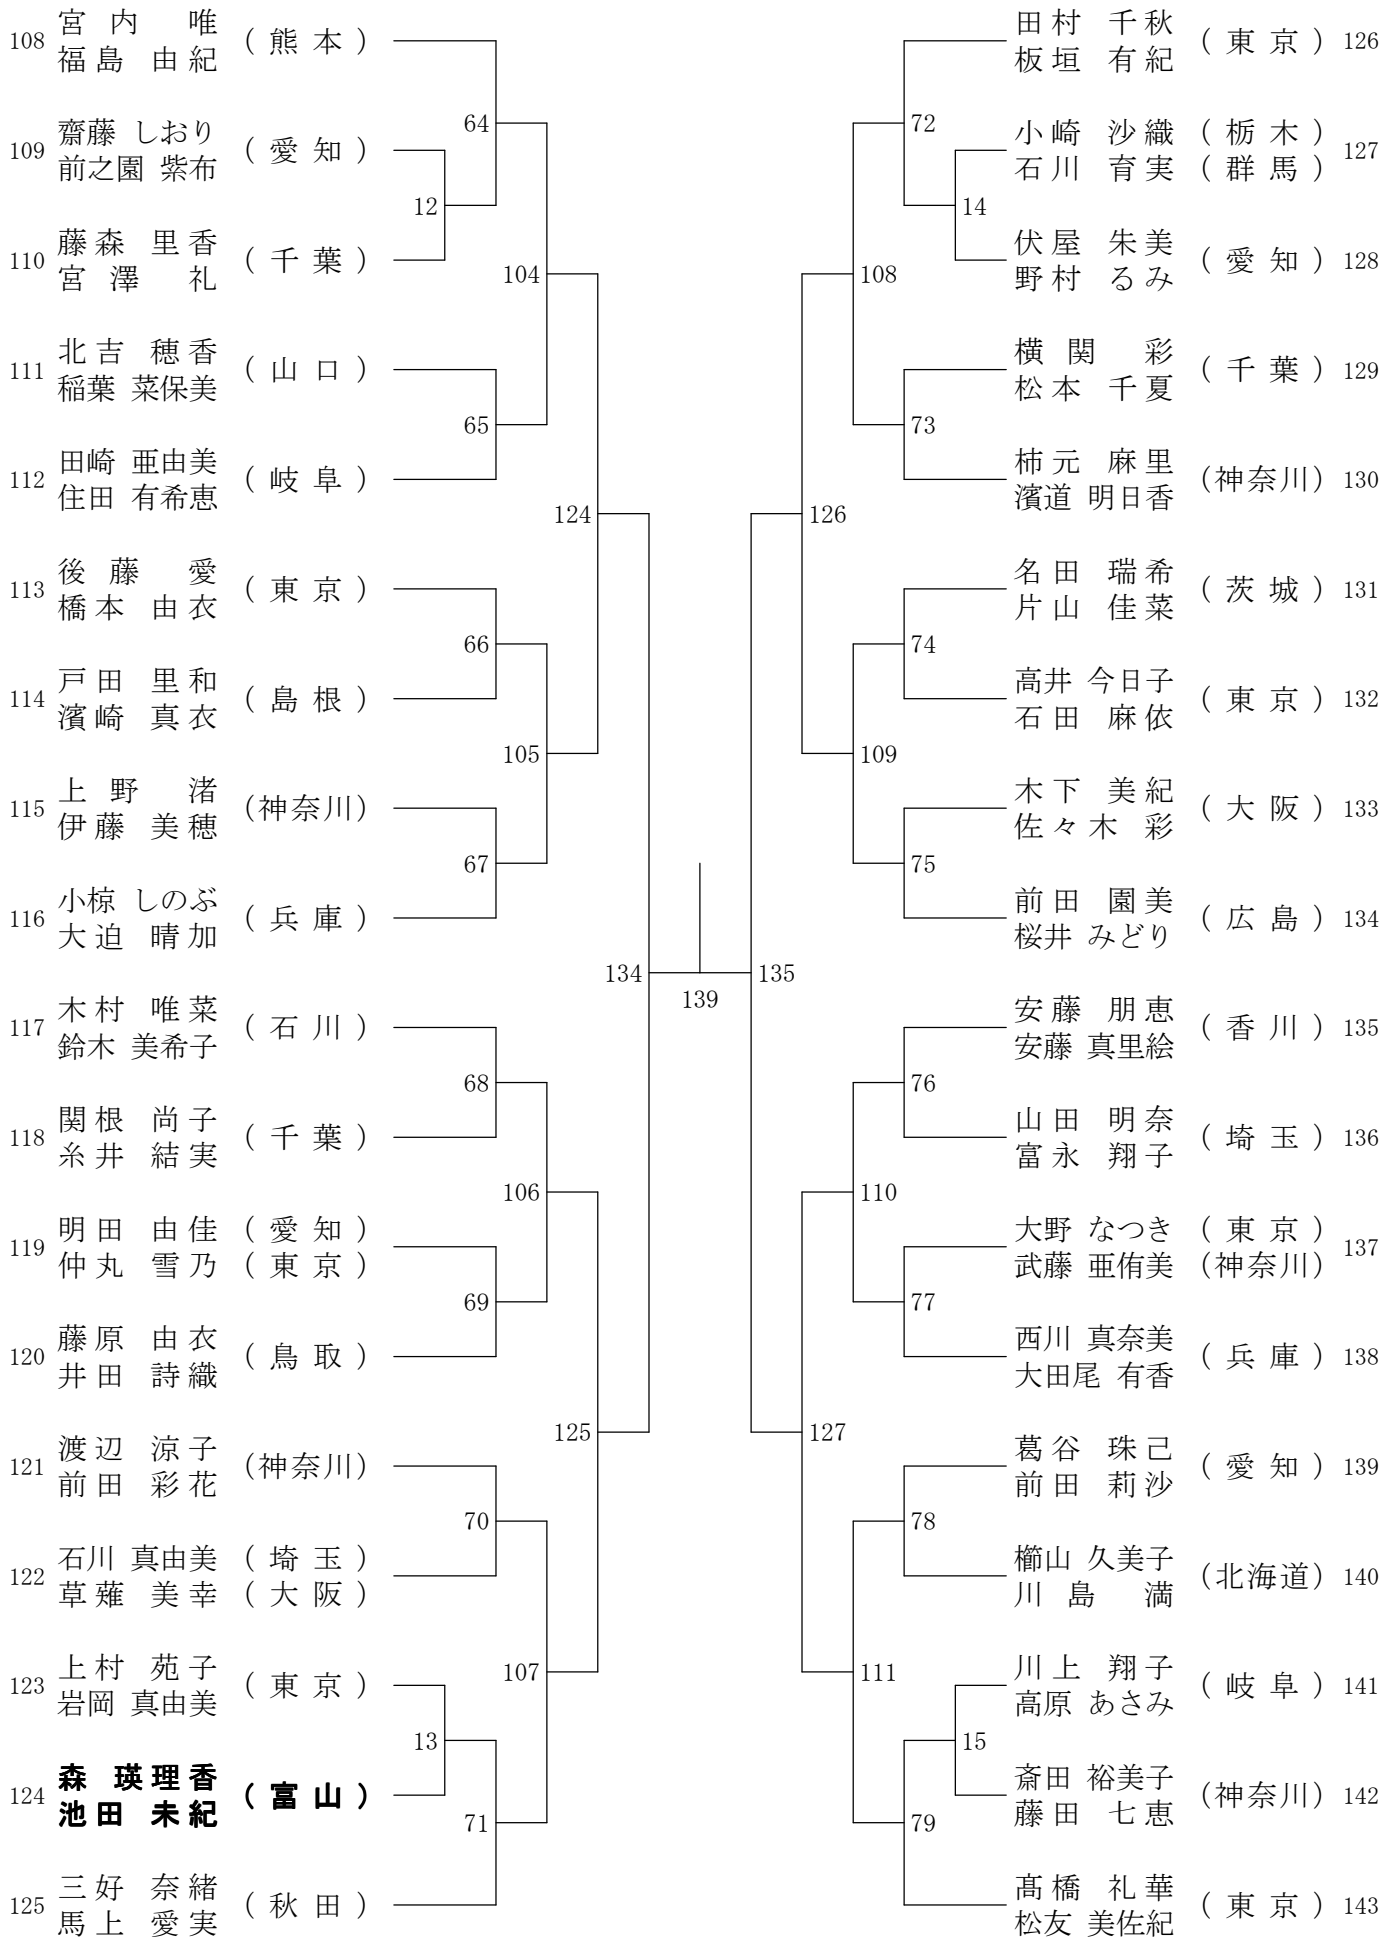 108 宮内 唯 (熊本)
福島 由紀
109 齋藤 しおり (愛知)
前之園 紫布
12
64
110 藤森 里香 (千葉)
宮澤 礼
104
111 北吉 穂香 (山口)
稲葉 菜保美
65
112 田崎 亜由美 (岐阜)
住田 有希恵
124
113 後藤 愛 (東京)
橋本 由衣
66
114 戸田 里和 (島根)
濱崎 真衣
105
115 上野 渚 (神奈川)
伊藤 美穂
67
116 小椋 しのぶ (兵庫)
大迫 晴加
134
117 木村 唯菜 (石川)
鈴木 美希子
68
118 関根 尚子 (千葉)
糸井 結実
106
119 明田 由佳 (愛知)
仲丸 雪乃 (東京)
69
120 藤原 由衣 (鳥取)
井田 詩織
125
121 渡辺 涼子 (神奈川)
前田 彩花
70
122 石川 真由美 (埼玉)
草薙 美幸 (大阪)
107
123 上村 苑子 (東京)
岩岡 真由美
13
124 森 瑛理香 (富山)
池田 未紀
71
125 三好 奈緒 (秋田)
馬上 愛実
139
田村 千秋 (東京) 126
板垣 有紀
72
小崎 沙織 (栃木) 127
石川 育実 (群馬)
14
伏屋 朱美 (愛知) 128
野村 るみ
108
横関 彩 (千葉) 129
松本 千夏
73
柿元 麻里 (神奈川) 130
濱道 明日香
126
名田 瑞希 (茨城) 131
片山 佳菜
74
高井 今日子 (東京) 132
石田 麻依
109
木下 美紀 (大阪) 133
佐々木 彩
75
前田 園美 (広島) 134
桜井 みどり
135
安藤 朋恵 (香川) 135
安藤 真里絵
76
山田 明奈 (埼玉) 136
富永 翔子
110
大野 なつき (東京) 137
武藤 亜侑美 (神奈川)
77
西川 真奈美 (兵庫) 138
大田尾 有香
127
葛谷 珠己 (愛知) 139
前田 莉沙
78
櫛山 久美子 (北海道) 140
川島 満
111
川上 翔子 (岐阜) 141
高原 あさみ
15
斎田 裕美子 (神奈川) 142
藤田 七恵
79
髙橋 礼華 (東京) 143
松友 美佐紀